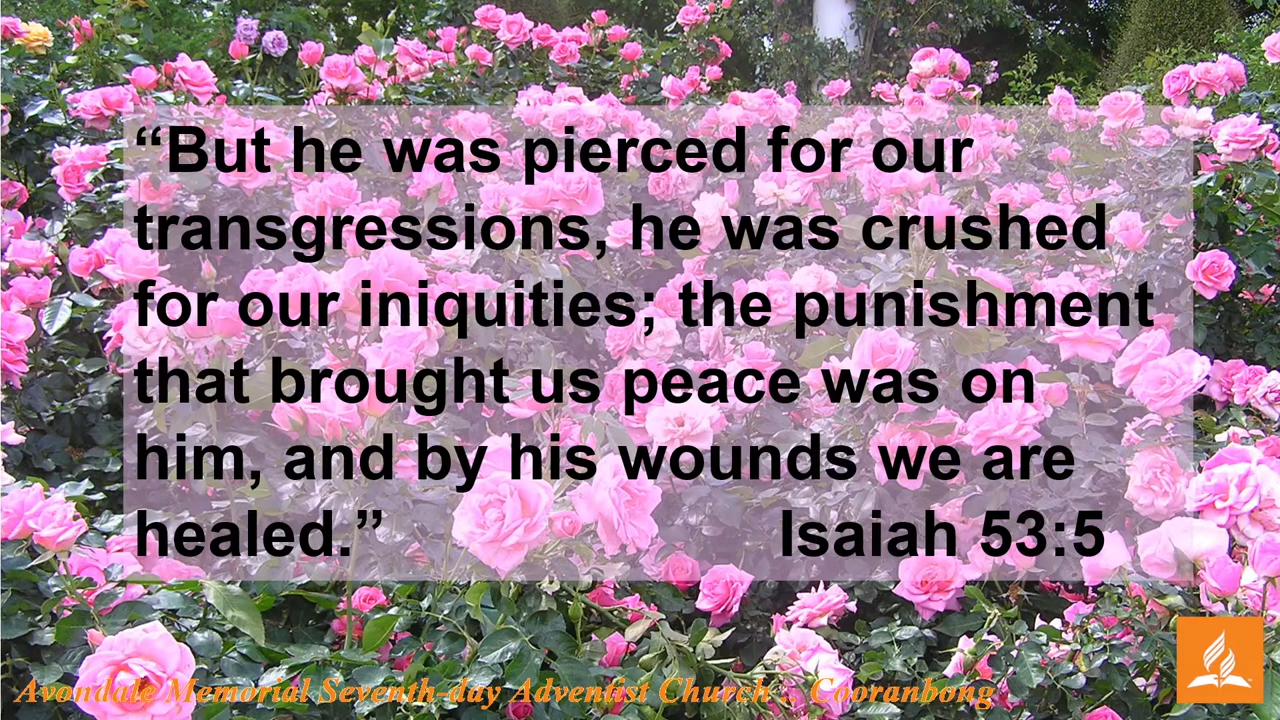 “But he was pierced for our
transgressions, he was crushed
for our iniquities; the punishment
that brought us peace was on
him, and by his wounds we are
healed.” Isaiah 53:5
Avondale Memorial Seventh-day Adventist Church .. Cooranbong